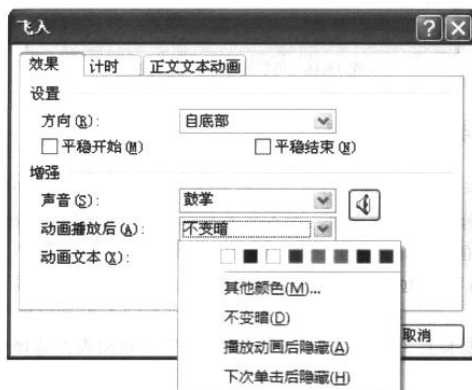 飞入
效果 计时 正文文本动画
设置
方向(R): 自底部
平稳开始(M) 平稳结束(N)
增强
声音(S): 鼓掌
动画播放后(A): 不变暗
动画文本(X):
其他颜色(M)...
不变暗(D)
播放动画后隐藏(A)
取消
下次单击后隐藏(H)